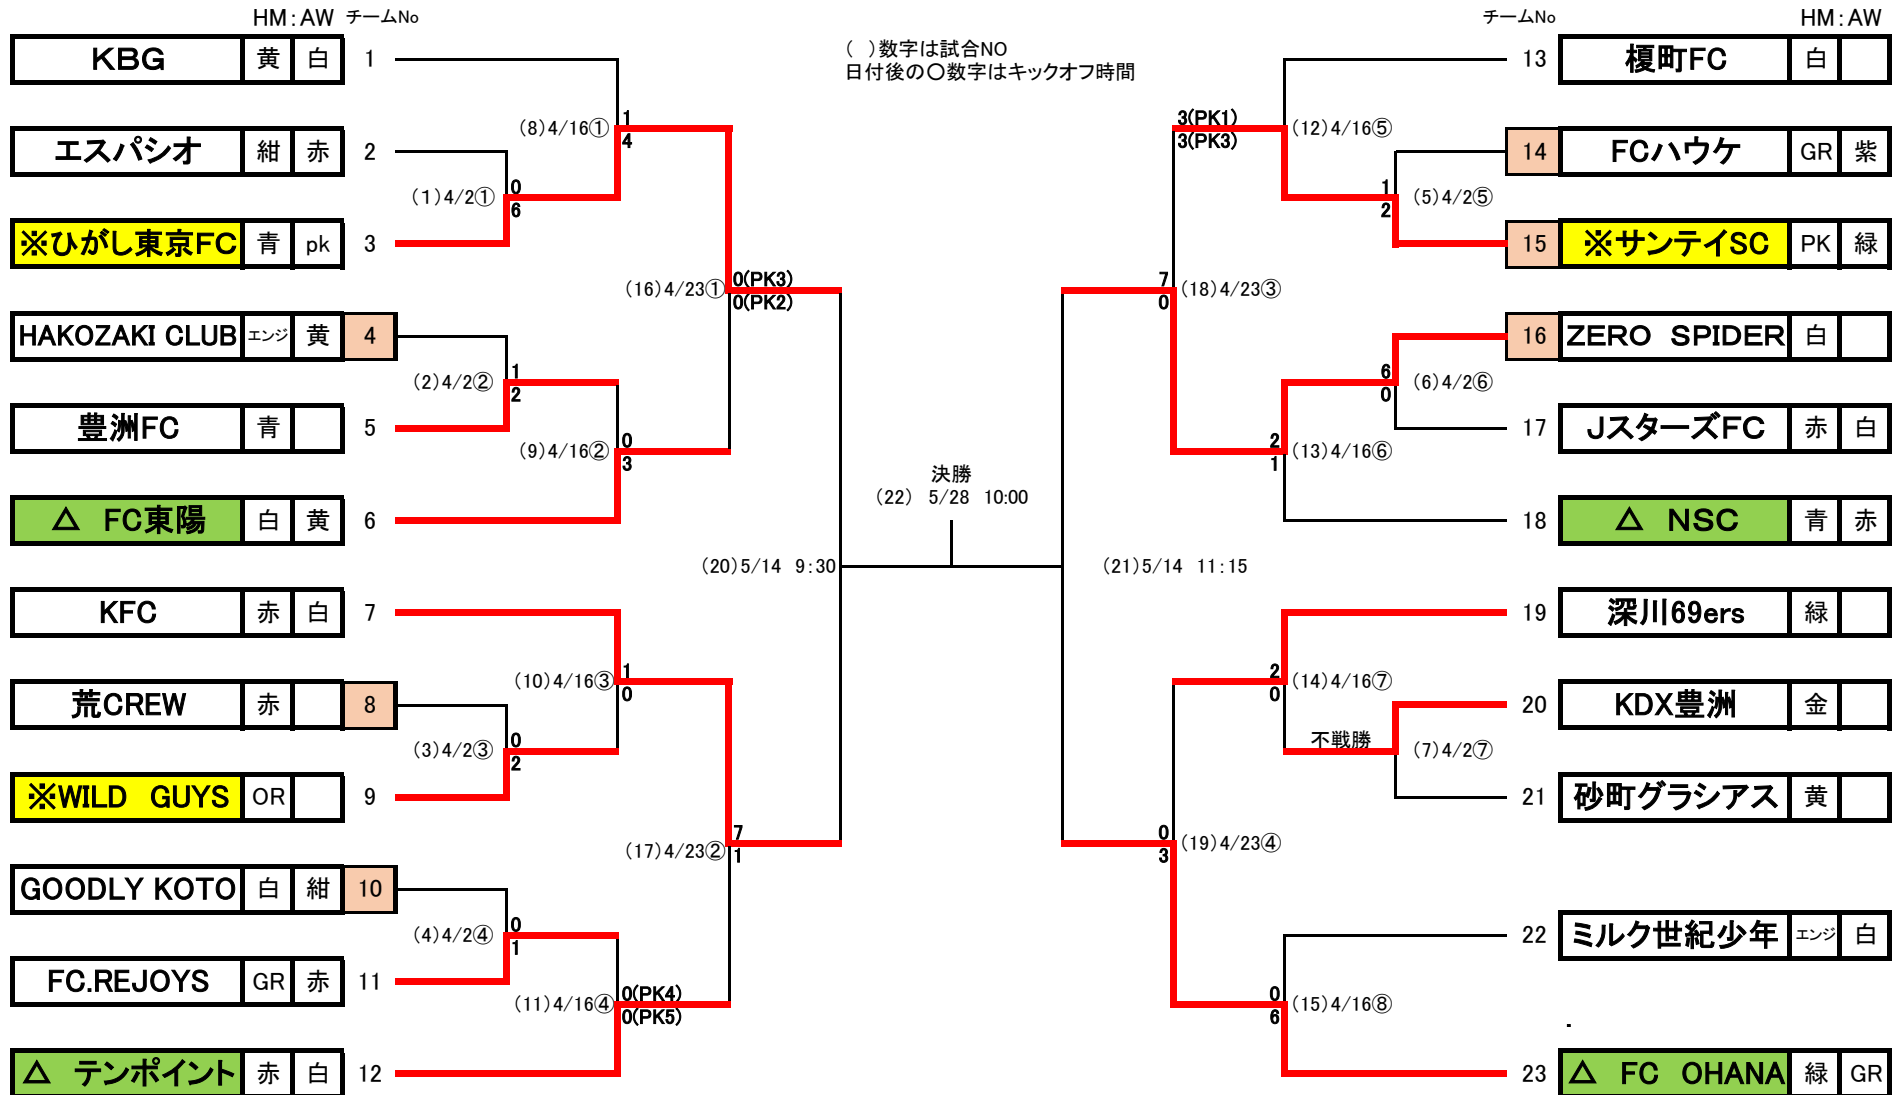 HM:AW チームNo
KBG 黄 白 1
エスパシオ 紺 赤 2
※ひがし東京FC 青 pk 3
HAKOZAKI CLUB エンジ 黄 4
豊洲FC 青 5
△ FC東陽 白 黄 6
KFC 赤 白 7
荒CREW 赤 8
※WILD GUYS OR 9
GOODLY KOTO 白 紺 10
FC.REJOYS GR 赤 11
△ テンポイント 赤 白 12
(1)4/2① 0
6
(2)4/2② 1
2
(3)4/2③ 0
2
(4)4/2④ 0
1
(8)4/16① 1
4
(9)4/16② 0
3
(10)4/16③ 1
0
(11)4/16④ 0(PK4)
0(PK5)
(16)4/23① 0(PK3)
0(PK2)
(17)4/23② 7
1
(20)5/14 9:30
( )数字は試合NO
日付後の〇数字はキックオフ時間
決勝
(22) 5/28 10:00
(21)5/14 11:15
3(PK1) (12)4/16⑤
3(PK3)
7 (18)4/23③
0
2 (13)4/16⑥
1
2 (14)4/16⑦
0
0 (19)4/23④
3
0 (15)4/16⑧
6
1 (5)4/2⑤
2
6 (6)4/2⑥
0
不戦勝 (7)4/2⑦
チームNo HM:AW
13 榎町FC 白
14 FCハウケ GR 紫
15 ※サンテイSC PK 緑
16 ZERO SPIDER 白
17 JスターズFC 赤 白
18 △ NSC 青 赤
19 深川69ers 緑
20 KDX豊洲 金
21 砂町グラシアス 黄
22 ミルク世紀少年 エンジ 白
.
23 △ FC OHANA 緑 GR